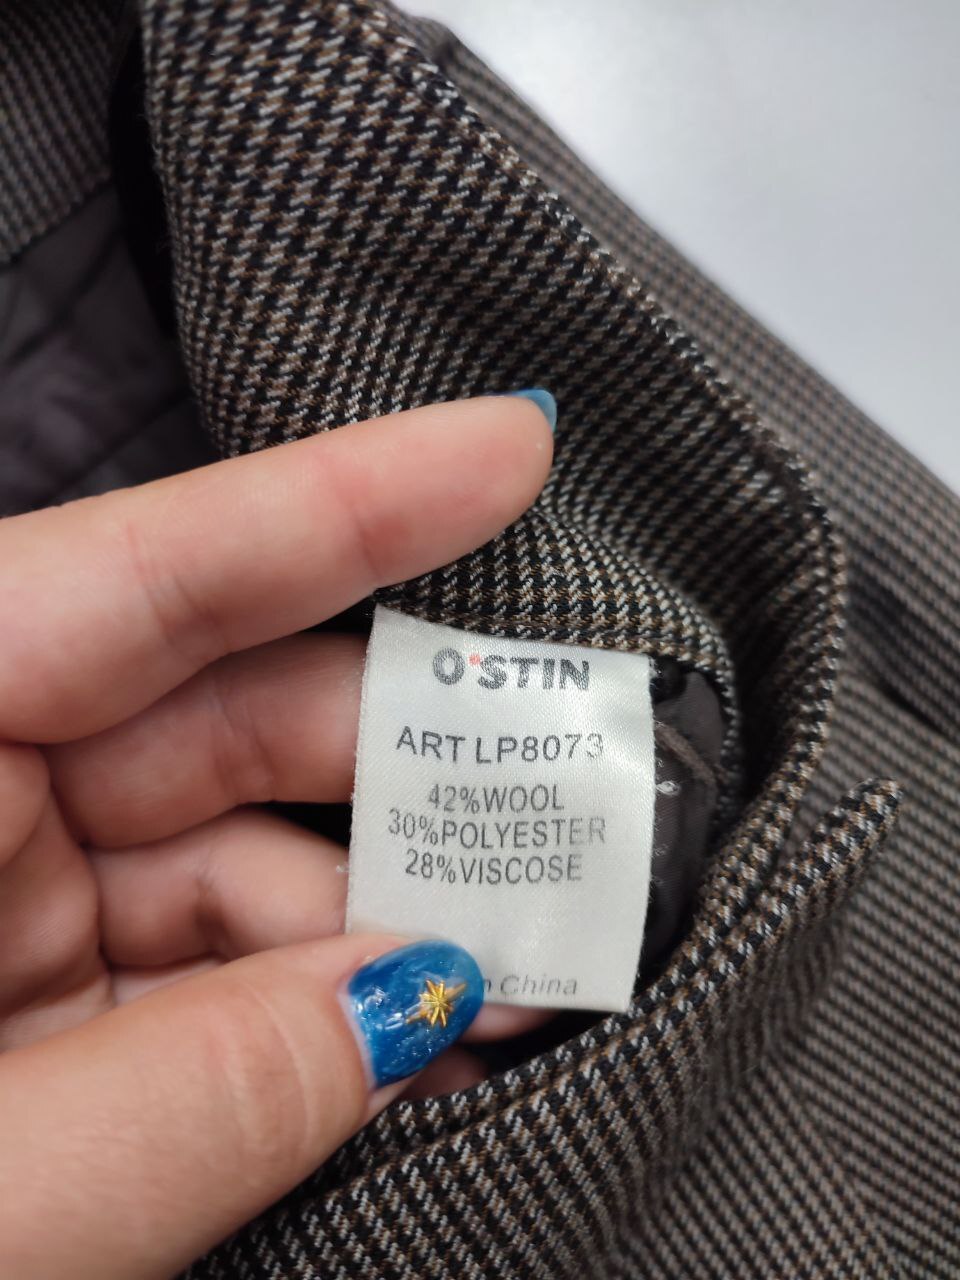 O'STIN
ART LP8073
42%WOOL
30%POLYESTER
28%VISCOSE
China